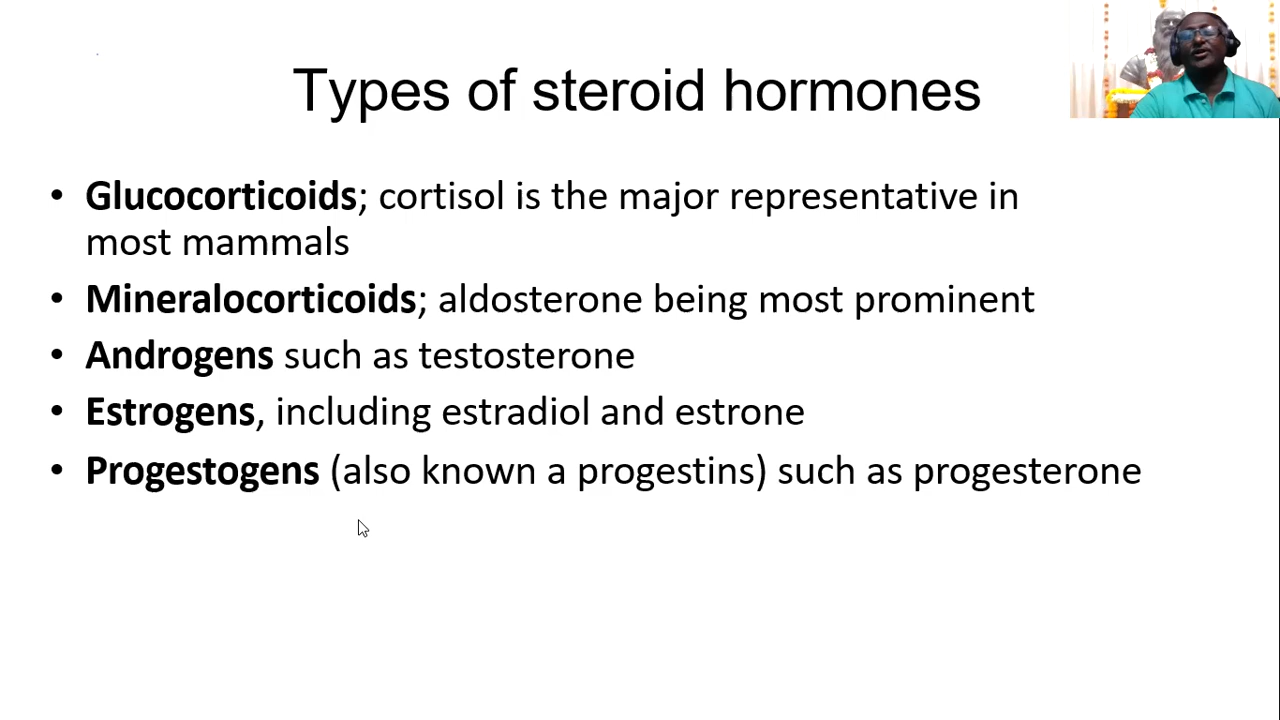 Types of steroid hormones
• Glucocorticoids; cortisol is the major representative in
most mammals
• Mineralocorticoids; aldosterone being most prominent
• Androgens such as testosterone
• Estrogens, including estradiol and estrone
• Progestogens (also known a progestins) such as progesterone